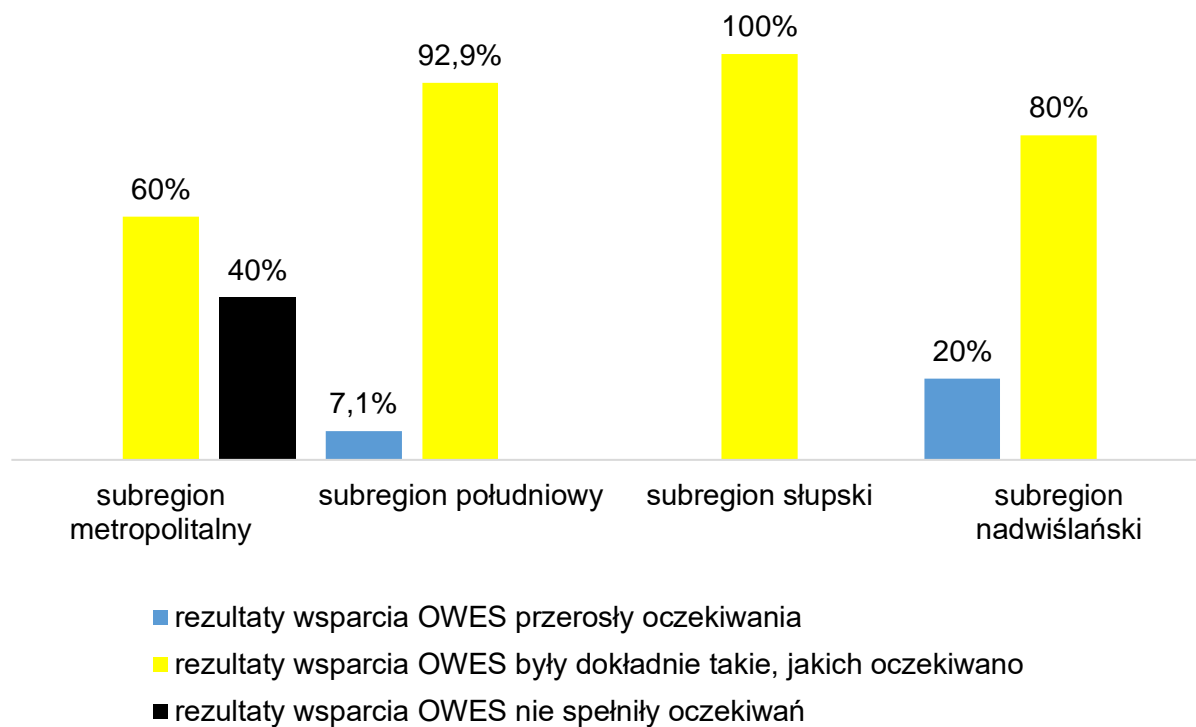 100%
92,9%
80%
60%
40%
20%
7,1%
subregion
metropolitalny
subregion południowy
subregion słupski
subregion
nadwiślański
rezultaty wsparcia OWES przerosły oczekiwania
rezultaty wsparcia OWES były dokładnie takie, jakich oczekiwano
rezultaty wsparcia OWES nie spełniły oczekiwań